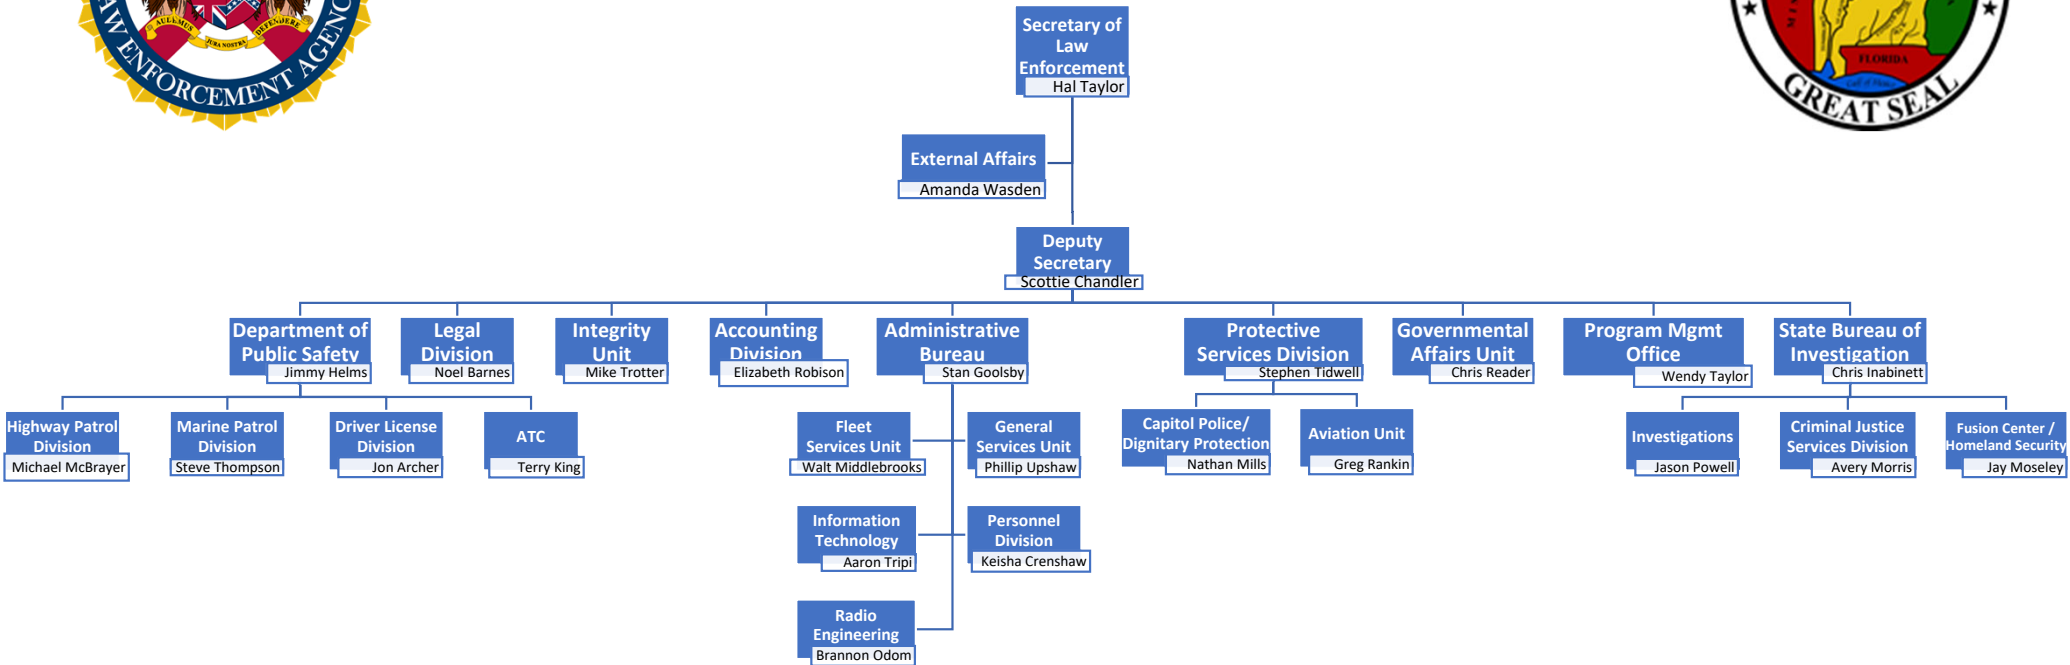 AUDEMUS JURA NOSTRA DEFENDERE
LAW ENFORCEMENT AGENC
FLORIDA
GREAT SEAL
Secretary of
Law
Enforcement
Hal Taylor
External Affairs
Amanda Wasden
Deputy
Secretary
Scottie Chandler
Department of
Public Safety
Jimmy Helms
Legal
Division
Noel Barnes
Integrity
Unit
Mike Trotter
Accounting
Division
Elizabeth Robison
Administrative
Bureau
Stan Goolsby
Protective
Services Division
Stephen Tidwell
Governmental
Affairs Unit
Chris Reader
Program Mgmt
Office
Wendy Taylor
State Bureau of
Investigation
Chris Inabinett
Highway Patrol
Division
Michael McBrayer
Marine Patrol
Division
Steve Thompson
Driver License
Division
Jon Archer
ATC
Terry King
Fleet
Services Unit
Walt Middlebrooks
General
Services Unit
Phillip Upshaw
Capitol Police/
Dignitary Protection
Nathan Mills
Aviation Unit
Greg Rankin
Investigations
Jason Powell
Criminal Justice
Services Division
Avery Morris
Fusion Center /
Homeland Security
Jay Moseley
Information
Technology
Aaron Tripi
Personnel
Division
Keisha Crenshaw
Radio
Engineering
Brannon Odom